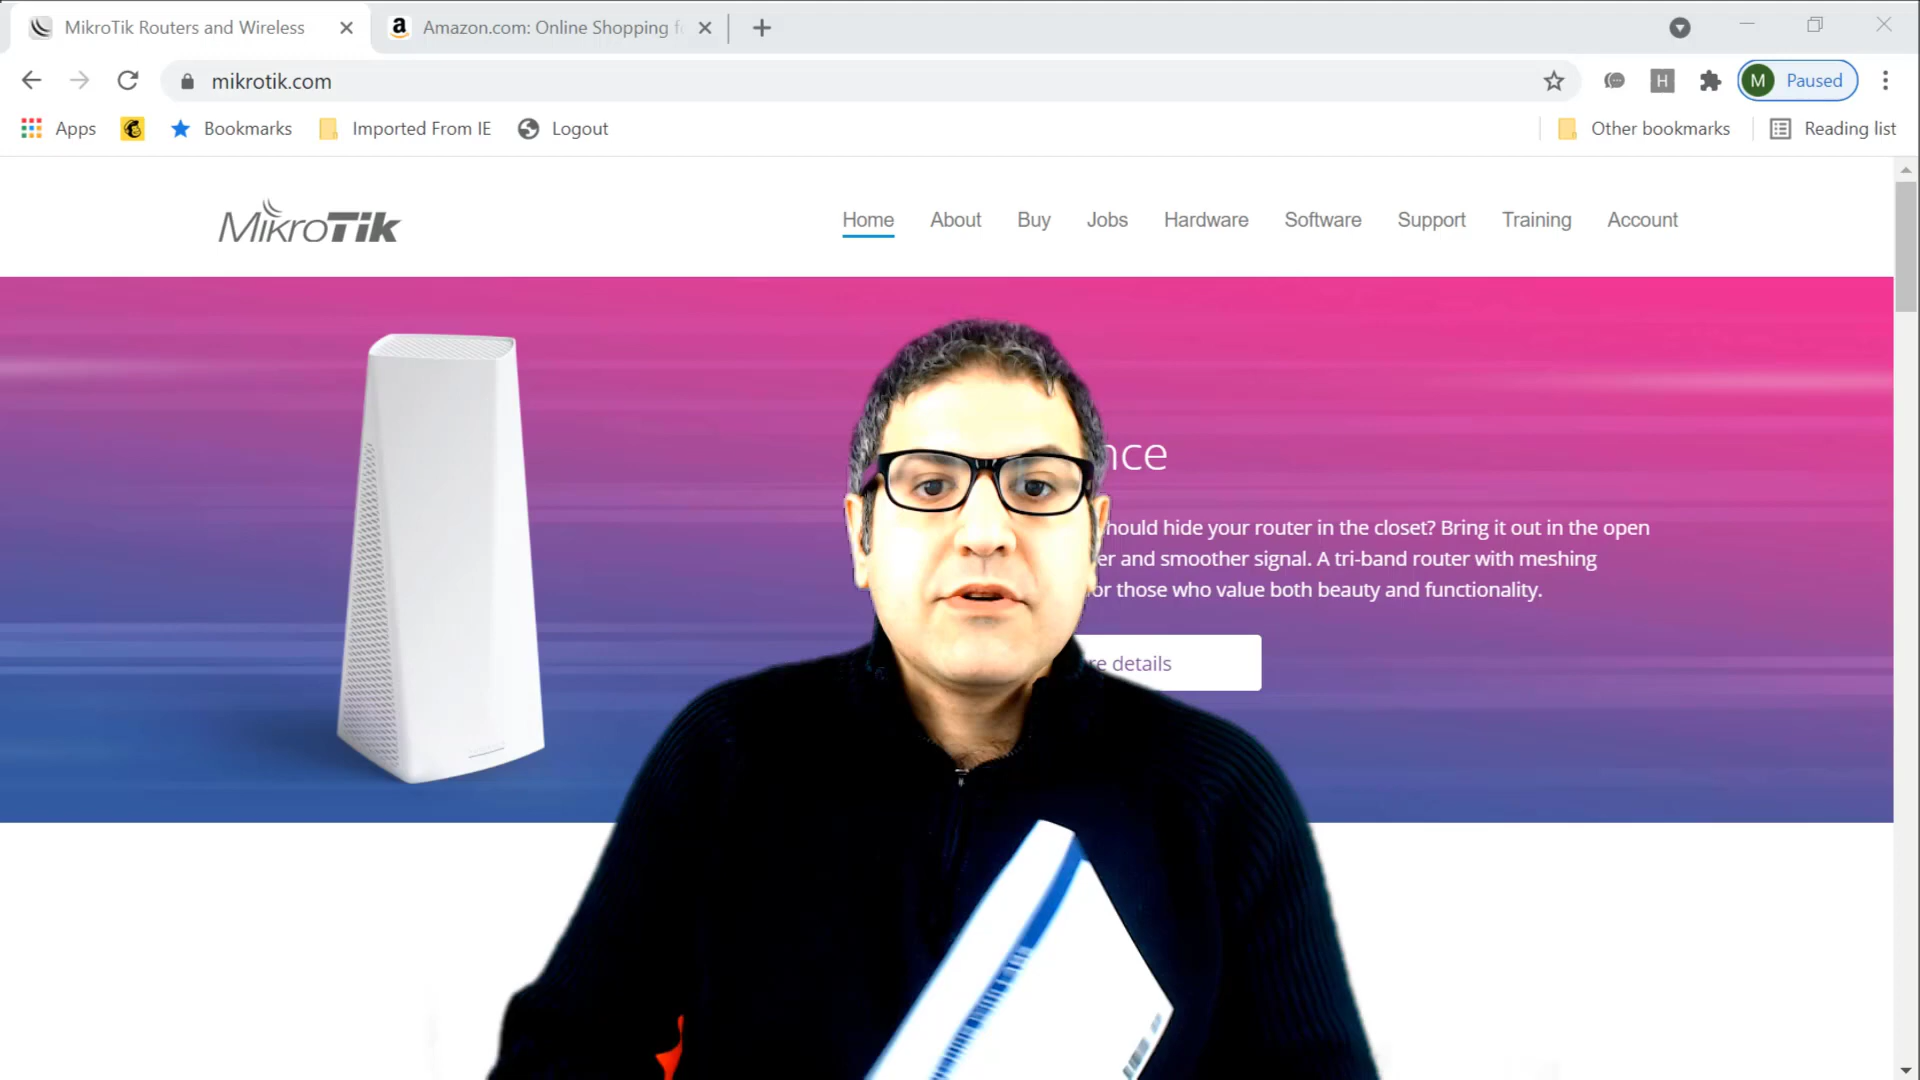 MikroTik Routers and Wireless
Amazon.com: Online Shopping f
mikrotik.com
H
M Paused
Apps
Bookmarks
Imported From IE
Logout
Other bookmarks
Reading list
MikroTik
Home About Buy Jobs Hardware Software Support Training Account
nce
hould hide your router in the closet? Bring it out in the open
er and smoother signal. A tri-band router with meshing
or those who value both beauty and functionality.
re details